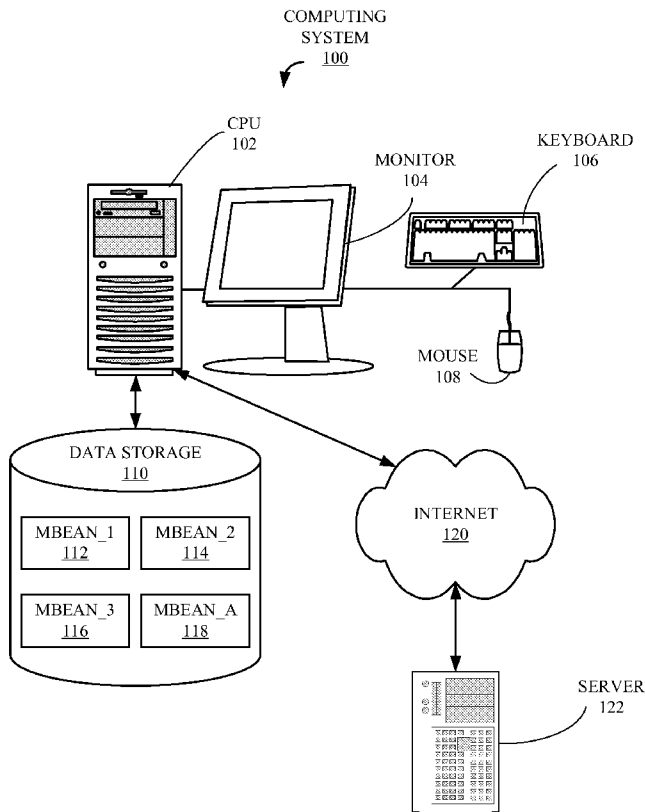 COMPUTING
SYSTEM
100
CPU
102
MONITOR
104
KEYBOARD
106
MOUSE
108
DATA STORAGE
110
MBEAN_1
112
MBEAN_2
114
MBEAN_3
116
MBEAN_A
118
INTERNET
120
SERVER
122